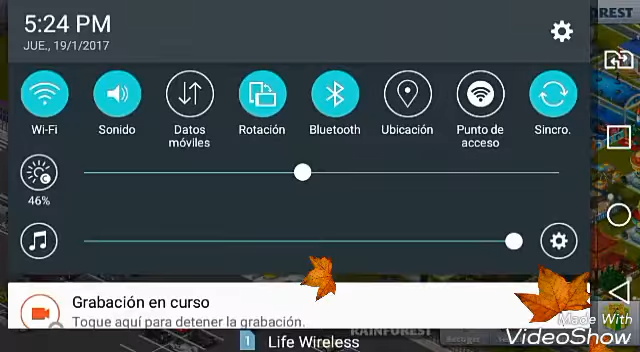 5:24 PM
JUE., 19/1/2017
REST
Wi-Fi
Sonido
Datos móviles
Rotación
Bluetooth
Ubicación
Punto de acceso
Sincro.
46%
Grabación en curso
Toque aquí para detener la grabación.
RAINFOREST
1 Life Wireless
Made With
VideoShow